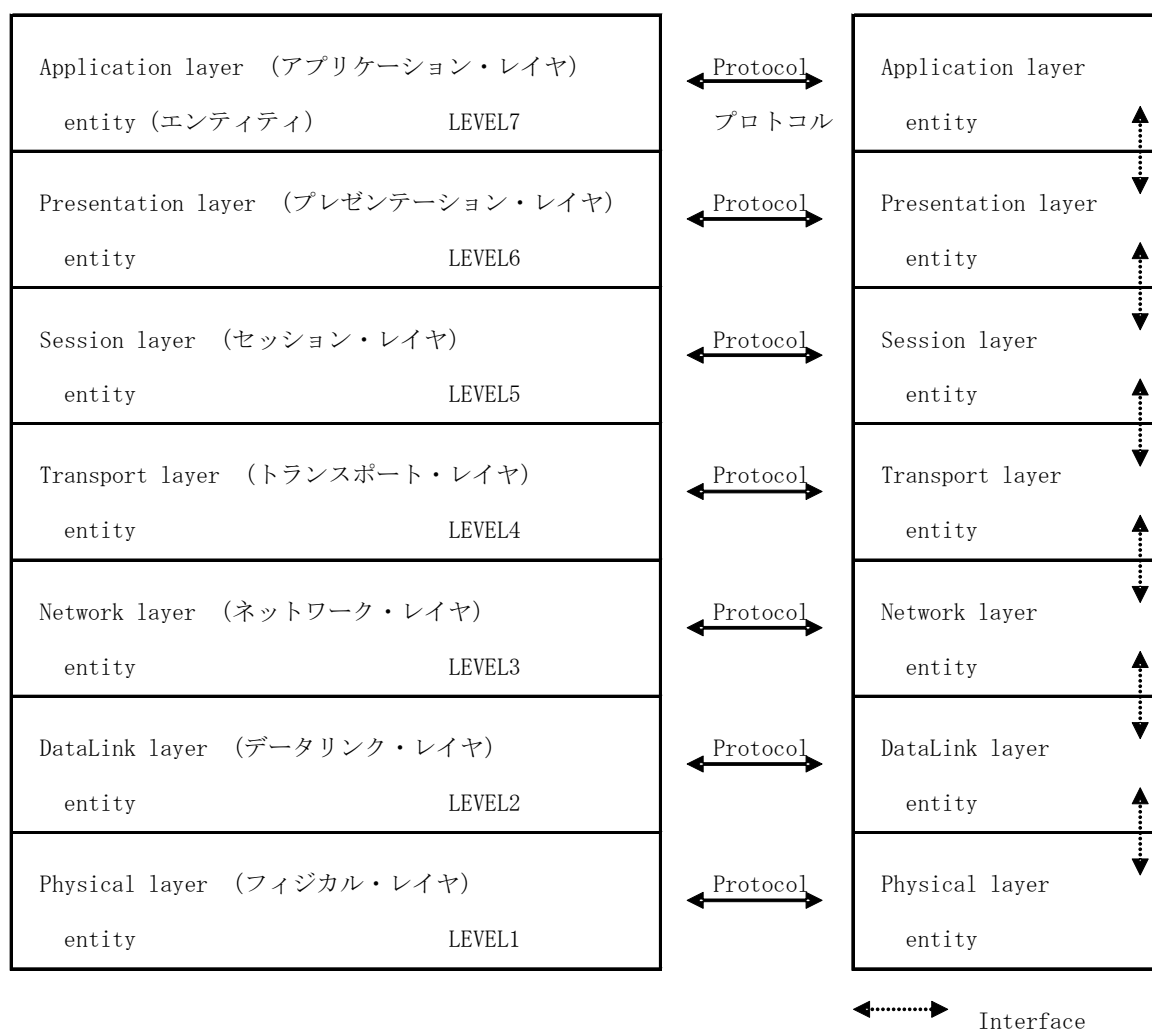 Application layer （アプリケーション・レイヤ） Protocol Application layer
entity（エンティティ） LEVEL7 プロトコル entity
Presentation layer （プレゼンテーション・レイヤ） Protocol Presentation layer
entity LEVEL6 entity
Session layer （セッション・レイヤ） Protocol Session layer
entity LEVEL5 entity
Transport layer （トランスポート・レイヤ） Protocol Transport layer
entity LEVEL4 entity
Network layer （ネットワーク・レイヤ） Protocol Network layer
entity LEVEL3 entity
DataLink layer （データリンク・レイヤ） Protocol DataLink layer
entity LEVEL2 entity
Physical layer （フィジカル・レイヤ） Protocol Physical layer
entity LEVEL1 entity
Interface